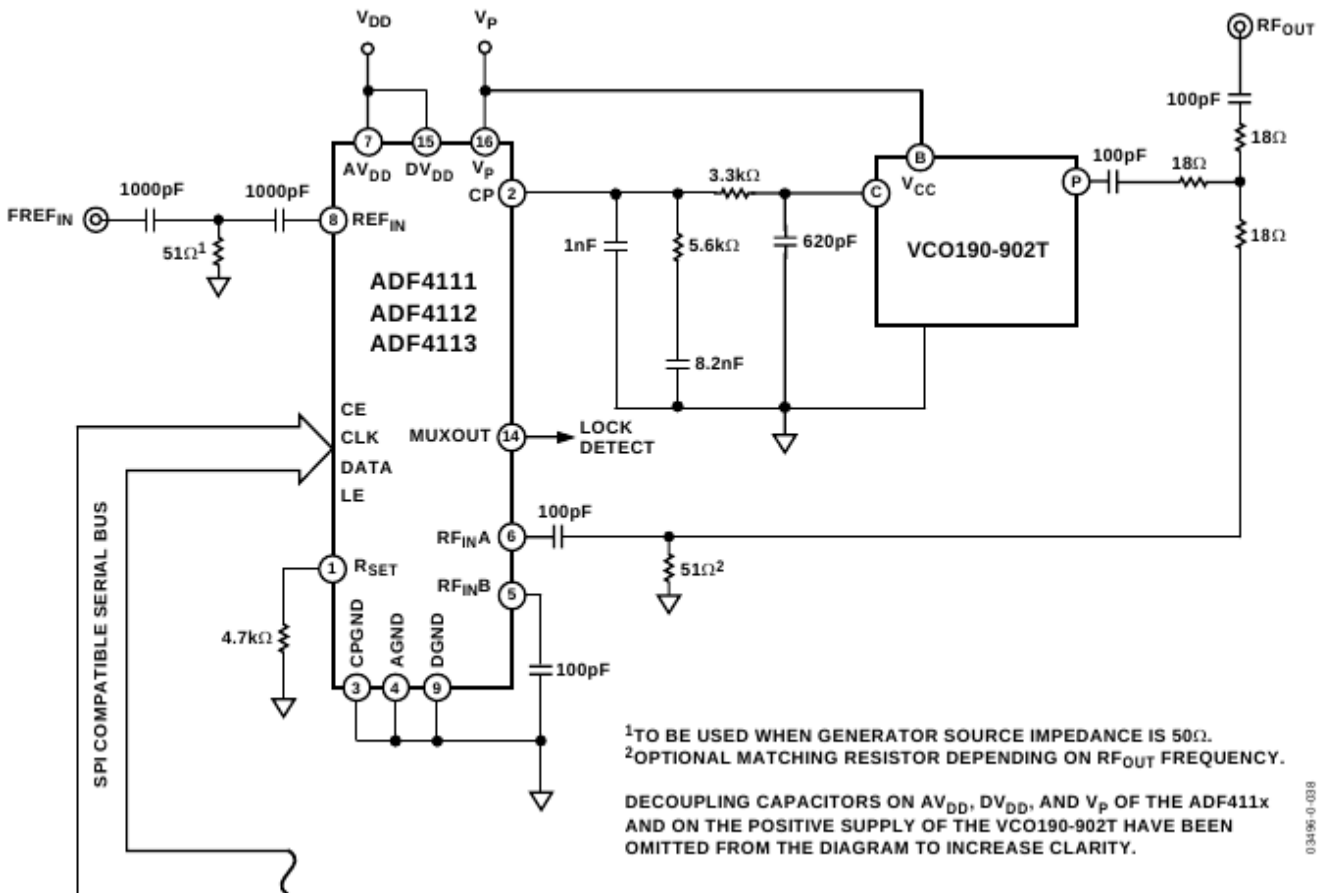 VDD
VP
RFOUT
100pF
18Ω
7
15
16
AVDD
DVDD
VP
CP
2
3.3kΩ
B
VCC
C
P
100pF
18Ω
18Ω
1000pF
1000pF
FREFIN
8
REFIN
51Ω1
1nF
5.6kΩ
620pF
VCO190-902T
ADF4111
ADF4112
ADF4113
8.2nF
CE
CLK
DATA
LE
MUXOUT
14
LOCK
DETECT
SPI COMPATIBLE SERIAL BUS
100pF
RFINA
6
51Ω2
1
RSET
RFINB
5
4.7kΩ
CPGND
AGND
DGND
100pF
3
4
9
1TO BE USED WHEN GENERATOR SOURCE IMPEDANCE IS 50Ω.
2OPTIONAL MATCHING RESISTOR DEPENDING ON RFOUT FREQUENCY.
DECOUPLING CAPACITORS ON AVDD, DVDD, AND VP OF THE ADF411x
AND ON THE POSITIVE SUPPLY OF THE VCO190-902T HAVE BEEN
OMITTED FROM THE DIAGRAM TO INCREASE CLARITY.
03496-0-038